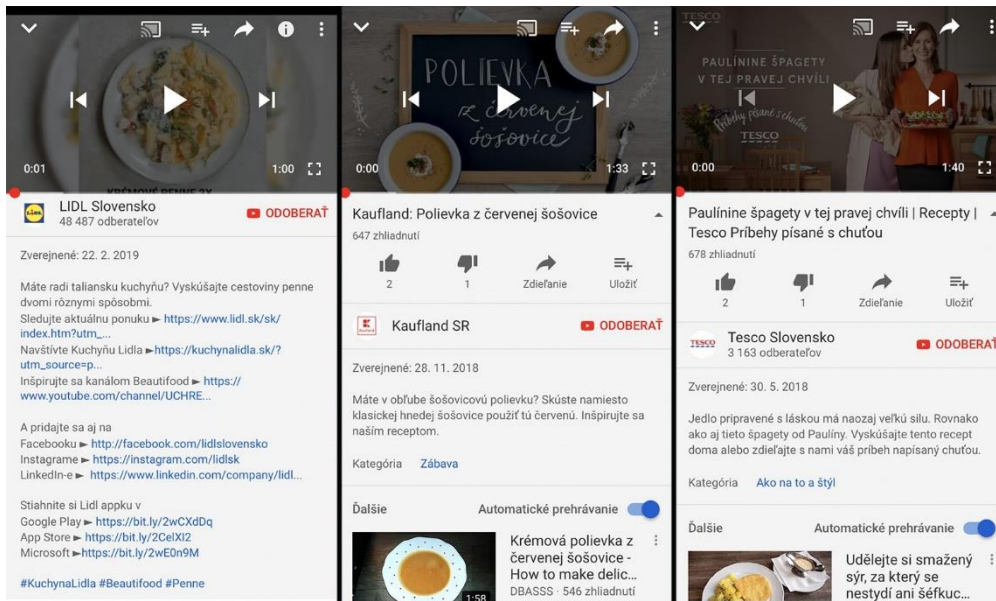 0:01
1:00
KRÉMOVÉ PENNE 2X
LIDL Slovensko
48 487 odberateľov
ODOBERAŤ
Zverejnené: 22. 2. 2019
Máte radi taliansku kuchyňu? Vyskúšajte cestoviny penne
dvomi rôznymi spôsobmi.
Sledujte aktuálnu ponuku ► https://www.lidl.sk/sk/
index.htm?utm_...
Navštívte Kuchyňu Lidla ►https://kuchynalidla.sk/?
utm_source=p...
Inšpirujte sa kanálom Beautifood ► https://
www.youtube.com/channel/UCHRE...
A pridajte sa aj na
Facebooku ► http://facebook.com/lidlslovensko
Instagrame ► https://instagram.com/lidlsk
LinkedIn-e ► https://www.linkedin.com/company/lidl...
Stiahnite si Lidl appku v
Google Play ► https://bit.ly/2wCXdDq
App Store ► https://bit.ly/2CelXl2
Microsoft ►https://bit.ly/2wE0n9M
#KuchynaLidla #Beautifood #Penne
POLIEVKA
z červenej
šošovice
0:00
1:33
Kaufland: Polievka z červenej šošovice
647 zhliadnutí
2
1
Zdieľanie
Uložiť
Kaufland SR
ODOBERAŤ
Zverejnené: 28. 11. 2018
Máte v obľube šošovicovú polievku? Skúste namiesto
klasickej hnedej šošovice použiť tú červenú. Inšpirujte sa
naším receptom.
Kategória Zábava
Ďalšie
Automatické prehrávanie
Krémová polievka z
červenej šošovice -
How to make delic...
DBASSS · 546 zhliadnutí
1:58
TESCO
PAULÍNINE ŠPAGETY
V TEJ PRAVEJ CHVÍLI
Príbehy písané s chuťou
TESCO
0:00
1:40
Paulínine špagety v tej pravej chvíli | Recepty |
Tesco Príbehy písané s chuťou
678 zhliadnutí
2
1
Zdieľanie
Uložiť
TESCO
Tesco Slovensko
3 163 odberateľov
ODOBERAŤ
Zverejnené: 30. 5. 2018
Jedlo pripravené s láskou má naozaj veľkú silu. Rovnako
ako aj tieto špagety od Paulíny. Vyskúšajte tento recept
doma alebo zdieľajte s nami váš príbeh napísaný chuťou.
Kategória Ako na to a štýl
Ďalšie
Automatické prehrávanie
Udělejte si smažený
sýr, za který se
nestydí ani šéfkuc...